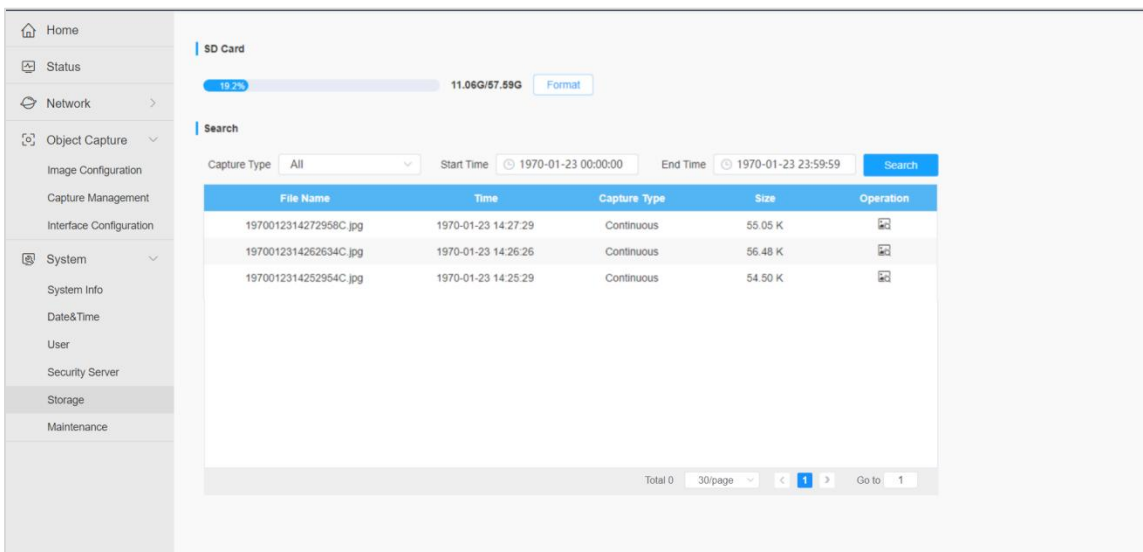 Home
Status
Network
Object Capture
Image Configuration
Capture Management
Interface Configuration
System
System Info
Date&Time
User
Security Server
Storage
Maintenance
SD Card
19.2% 11.06G/57.59G Format
Search
Capture Type All Start Time 1970-01-23 00:00:00 End Time 1970-01-23 23:59:59 Search
File Name Time Capture Type Size Operation
1970012314272958C.jpg 1970-01-23 14:27:29 Continuous 55.05 K
1970012314262634C.jpg 1970-01-23 14:26:26 Continuous 56.48 K
1970012314252954C.jpg 1970-01-23 14:25:29 Continuous 54.50 K
Total 0 30/page < 1 > Go to 1